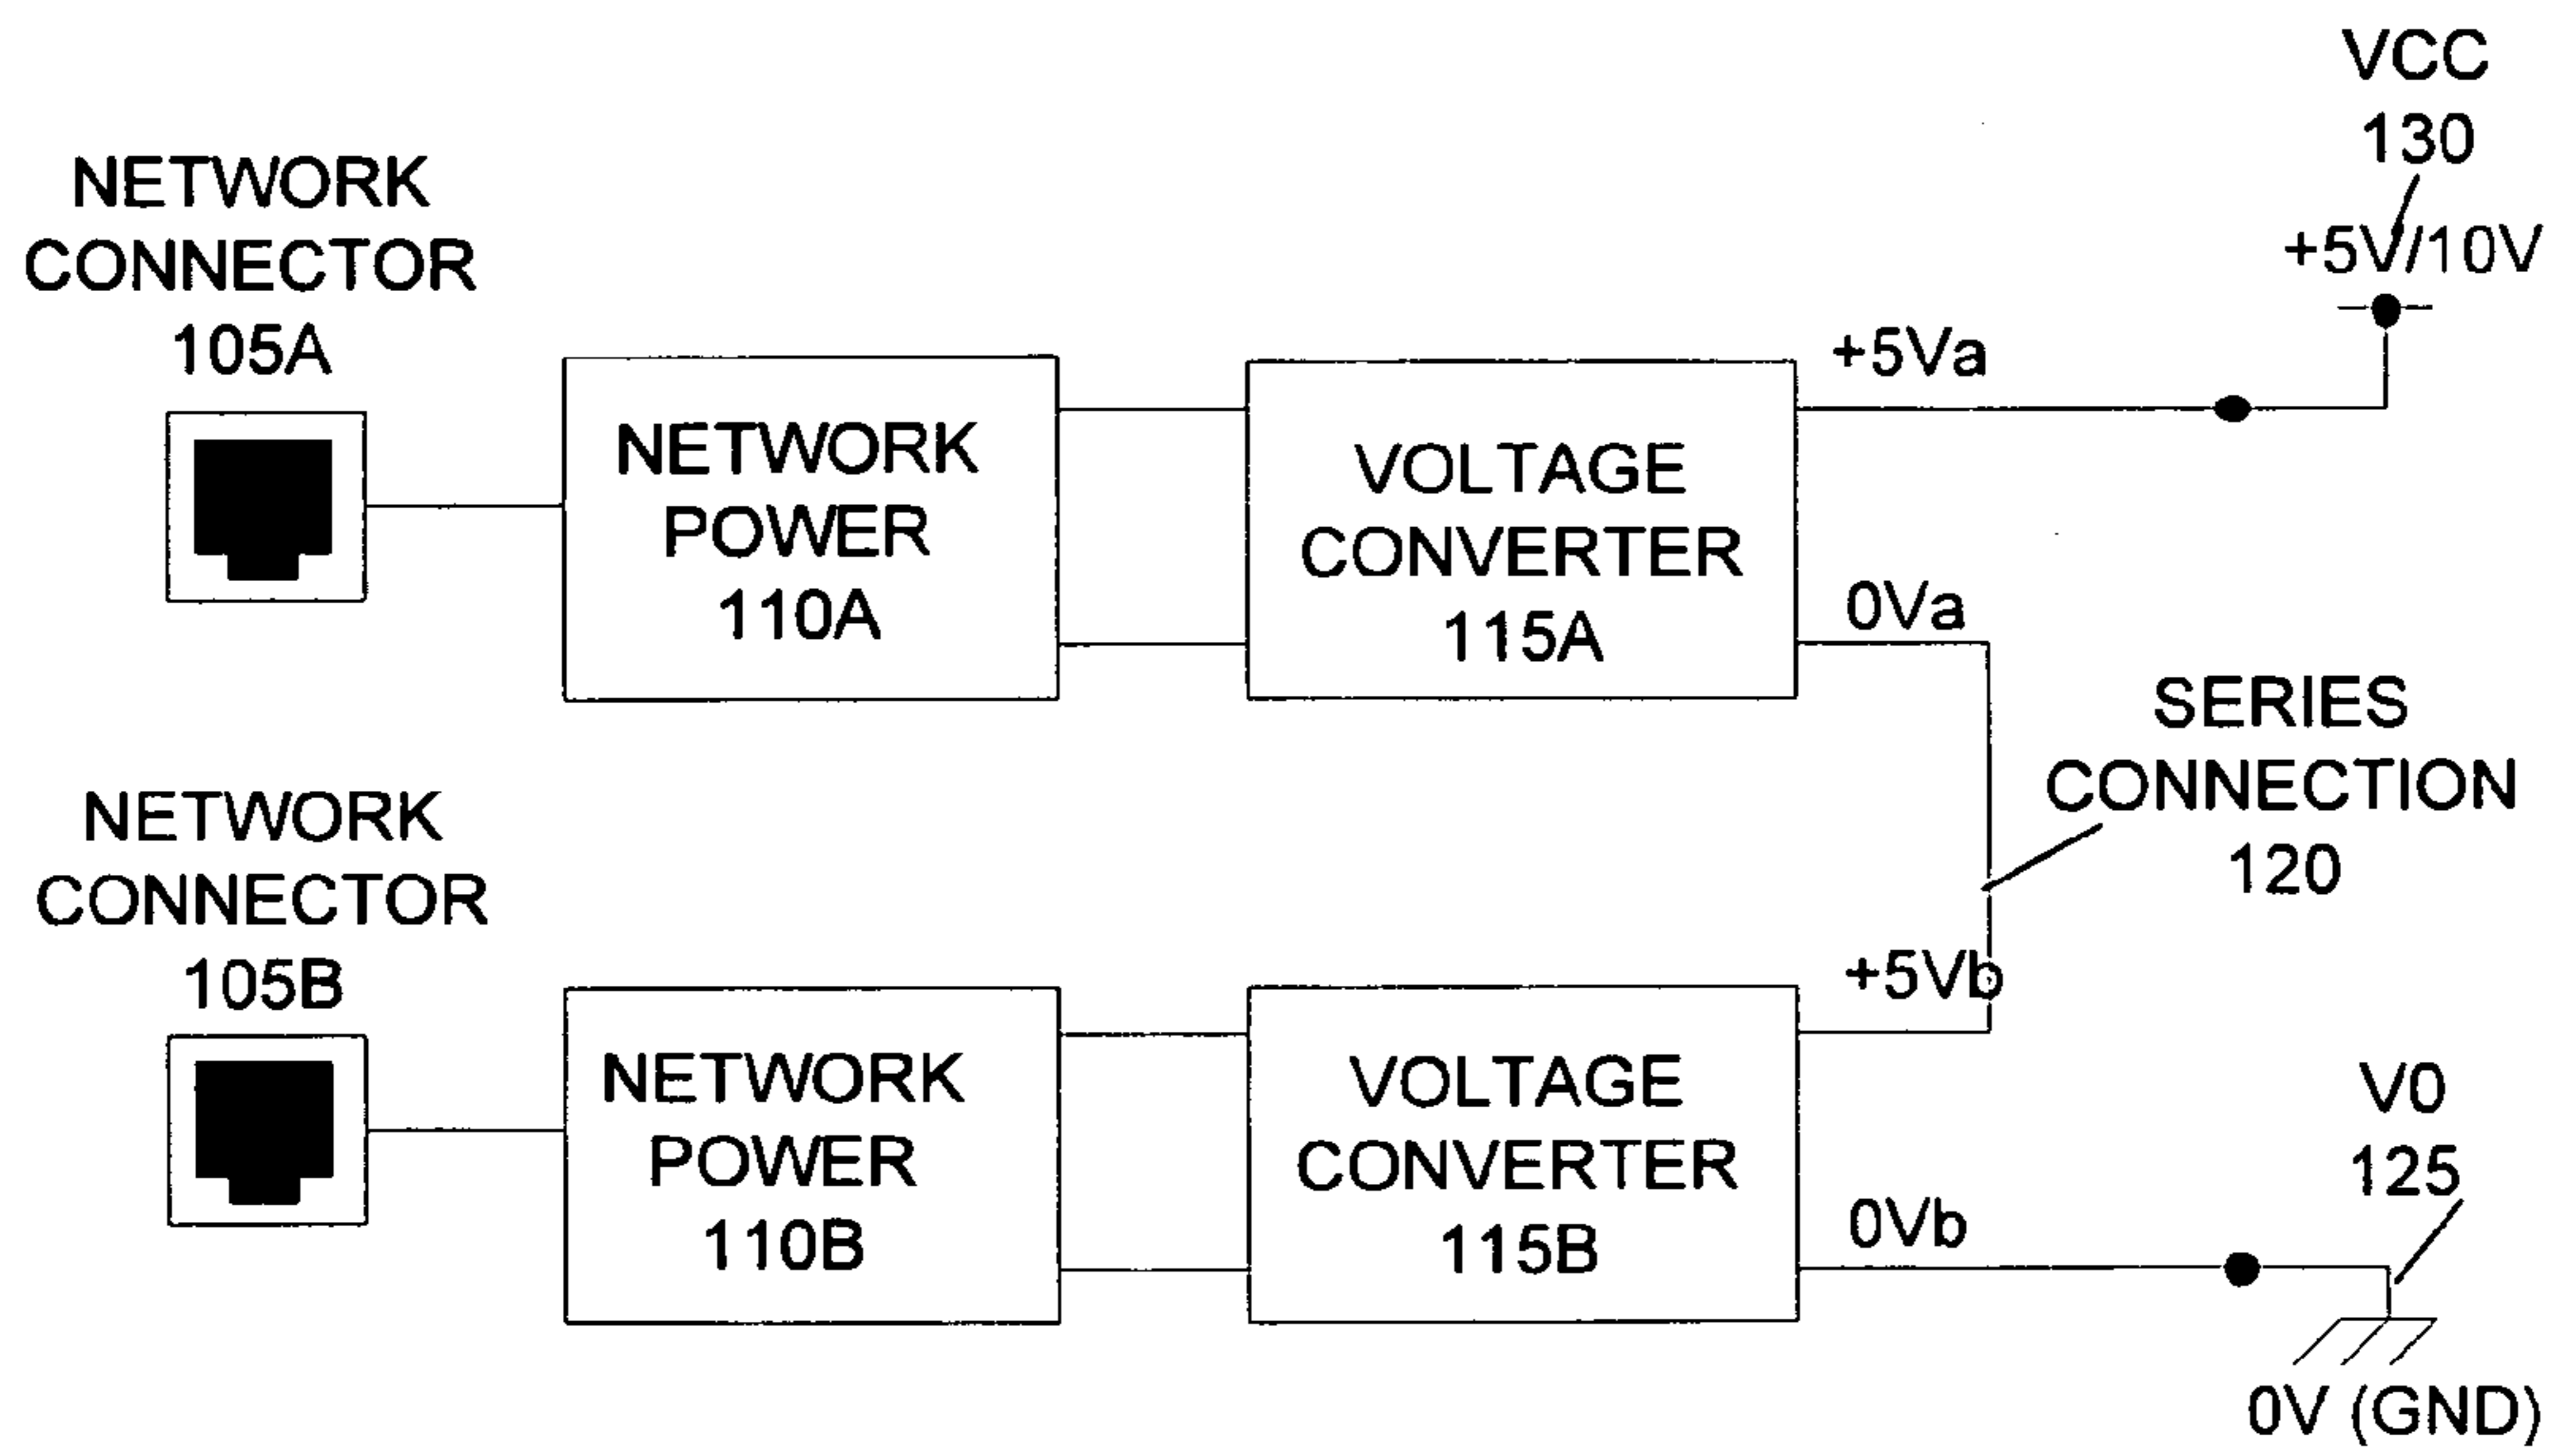 VCC
130
+5V/10V
NETWORK
CONNECTOR
105A
NETWORK
POWER
110A
VOLTAGE
CONVERTER
115A
+5Va
0Va
SERIES
CONNECTION
120
NETWORK
CONNECTOR
105B
NETWORK
POWER
110B
VOLTAGE
CONVERTER
115B
+5Vb
0Vb
V0
125
0V (GND)